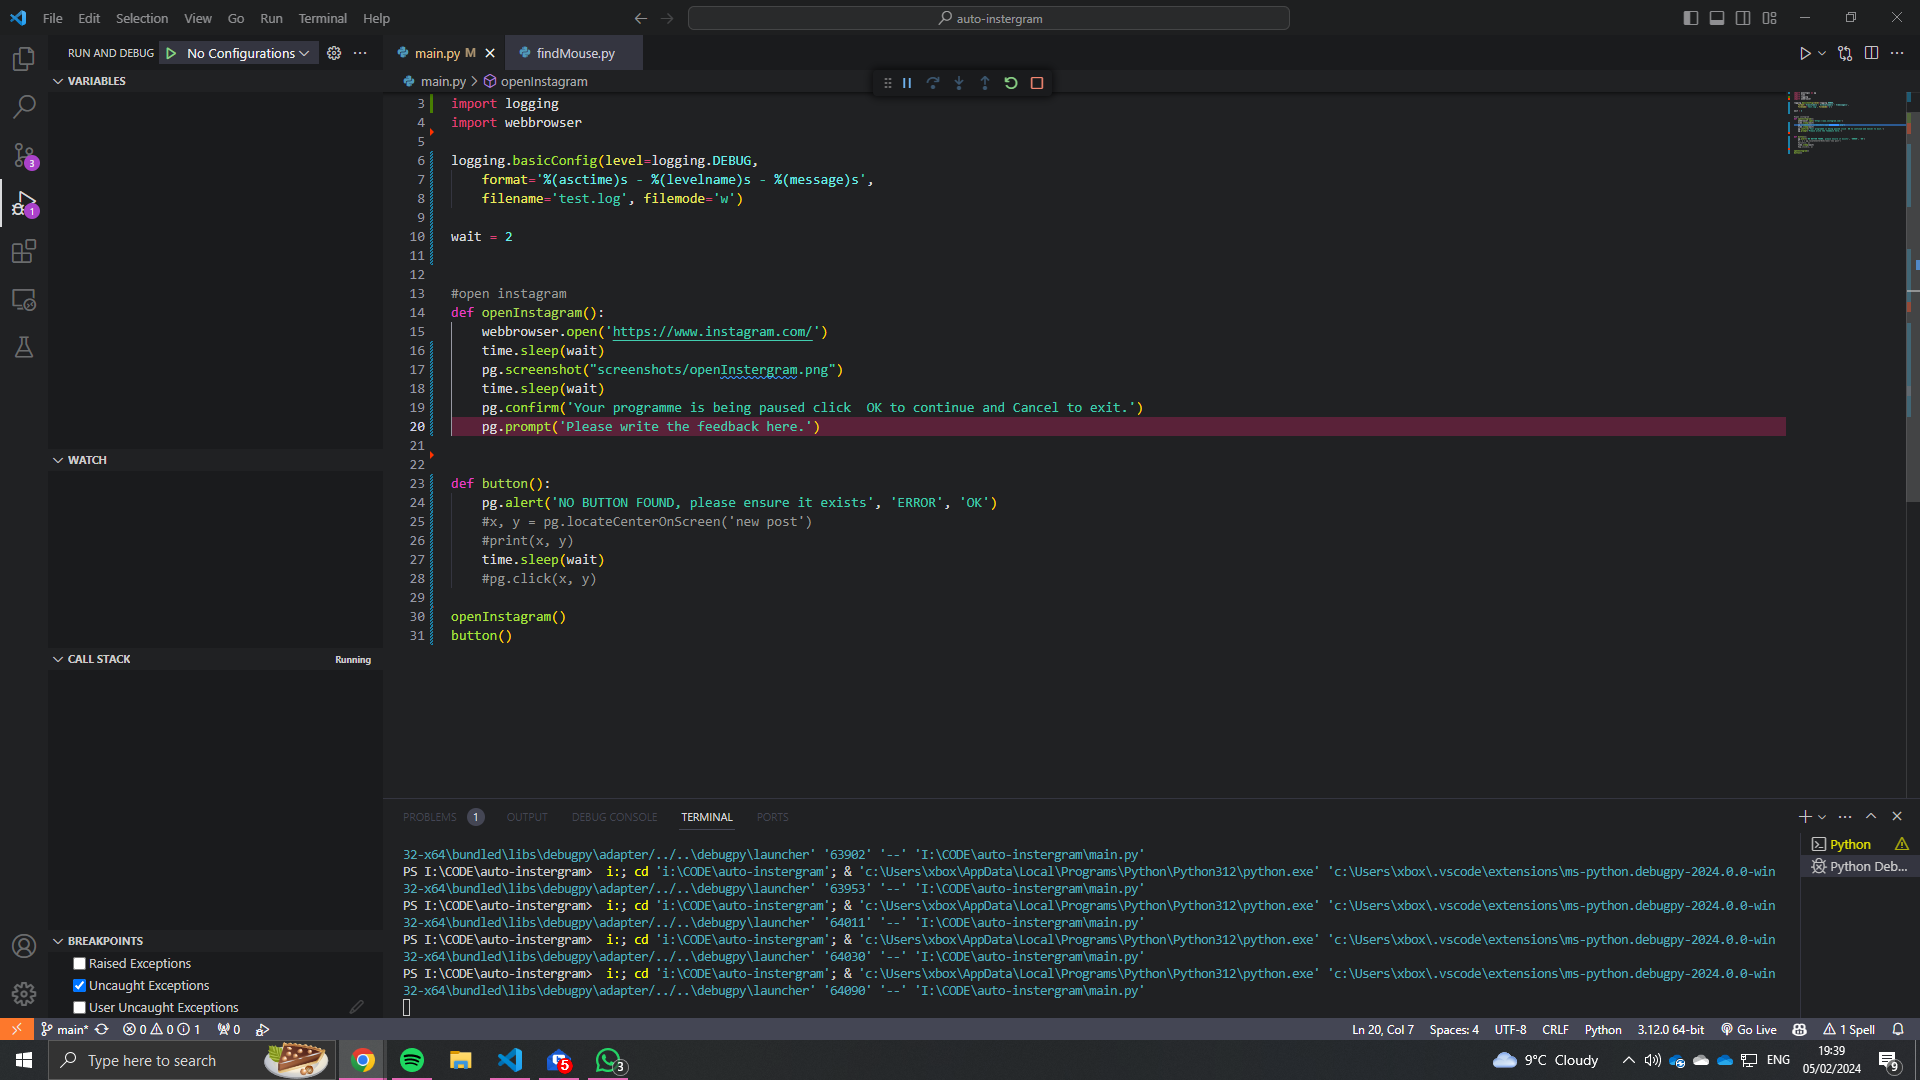 File Edit Selection View Go Run Terminal Help
auto-instergram
RUN AND DEBUG No Configurations
main.py M
findMouse.py
VARIABLES
main.py > openInstagram
3 import logging
4 import webbrowser
5
6 logging.basicConfig(level=logging.DEBUG,
7 format='%(asctime)s - %(levelname)s - %(message)s',
8 filename='test.log', filemode='w')
9
10 wait = 2
11
12
13 #open instagram
14 def openInstagram():
15 webbrowser.open('https://www.instagram.com/')
16 time.sleep(wait)
17 pg.screenshot("screenshots/openInstergram.png")
18 time.sleep(wait)
19 pg.confirm('Your programme is being paused click  OK to continue and Cancel to exit.')
20 pg.prompt('Please write the feedback here.')
21
22
23 def button():
24 pg.alert('NO BUTTON FOUND, please ensure it exists', 'ERROR', 'OK')
25 #x, y = pg.locateCenterOnScreen('new post')
26 #print(x, y)
27 time.sleep(wait)
28 #pg.click(x, y)
29
30 openInstagram()
31 button()
WATCH
CALL STACK Running
BREAKPOINTS
Raised Exceptions
Uncaught Exceptions
User Uncaught Exceptions
3
1
PROBLEMS 1 OUTPUT DEBUG CONSOLE TERMINAL PORTS
32-x64\bundled\libs\debugpy\adapter/../..\debugpy\launcher' '63902' '--' 'I:\CODE\auto-instergram\main.py'
PS I:\CODE\auto-instergram>  i:; cd 'i:\CODE\auto-instergram'; & 'c:\Users\xbox\AppData\Local\Programs\Python\Python312\python.exe' 'c:\Users\xbox\.vscode\extensions\ms-python.debugpy-2024.0.0-win
32-x64\bundled\libs\debugpy\adapter/../..\debugpy\launcher' '63953' '--' 'I:\CODE\auto-instergram\main.py'
PS I:\CODE\auto-instergram>  i:; cd 'i:\CODE\auto-instergram'; & 'c:\Users\xbox\AppData\Local\Programs\Python\Python312\python.exe' 'c:\Users\xbox\.vscode\extensions\ms-python.debugpy-2024.0.0-win
32-x64\bundled\libs\debugpy\adapter/../..\debugpy\launcher' '64011' '--' 'I:\CODE\auto-instergram\main.py'
PS I:\CODE\auto-instergram>  i:; cd 'i:\CODE\auto-instergram'; & 'c:\Users\xbox\AppData\Local\Programs\Python\Python312\python.exe' 'c:\Users\xbox\.vscode\extensions\ms-python.debugpy-2024.0.0-win
32-x64\bundled\libs\debugpy\adapter/../..\debugpy\launcher' '64030' '--' 'I:\CODE\auto-instergram\main.py'
PS I:\CODE\auto-instergram>  i:; cd 'i:\CODE\auto-instergram'; & 'c:\Users\xbox\AppData\Local\Programs\Python\Python312\python.exe' 'c:\Users\xbox\.vscode\extensions\ms-python.debugpy-2024.0.0-win
32-x64\bundled\libs\debugpy\adapter/../..\debugpy\launcher' '64090' '--' 'I:\CODE\auto-instergram\main.py'
Python
Python Deb...
main* 0 0 1 0
Ln 20, Col 7 Spaces: 4 UTF-8 CRLF Python 3.12.0 64-bit Go Live 1 Spell
Type here to search
5
3
9°C Cloudy
ENG
19:39
05/02/2024
9